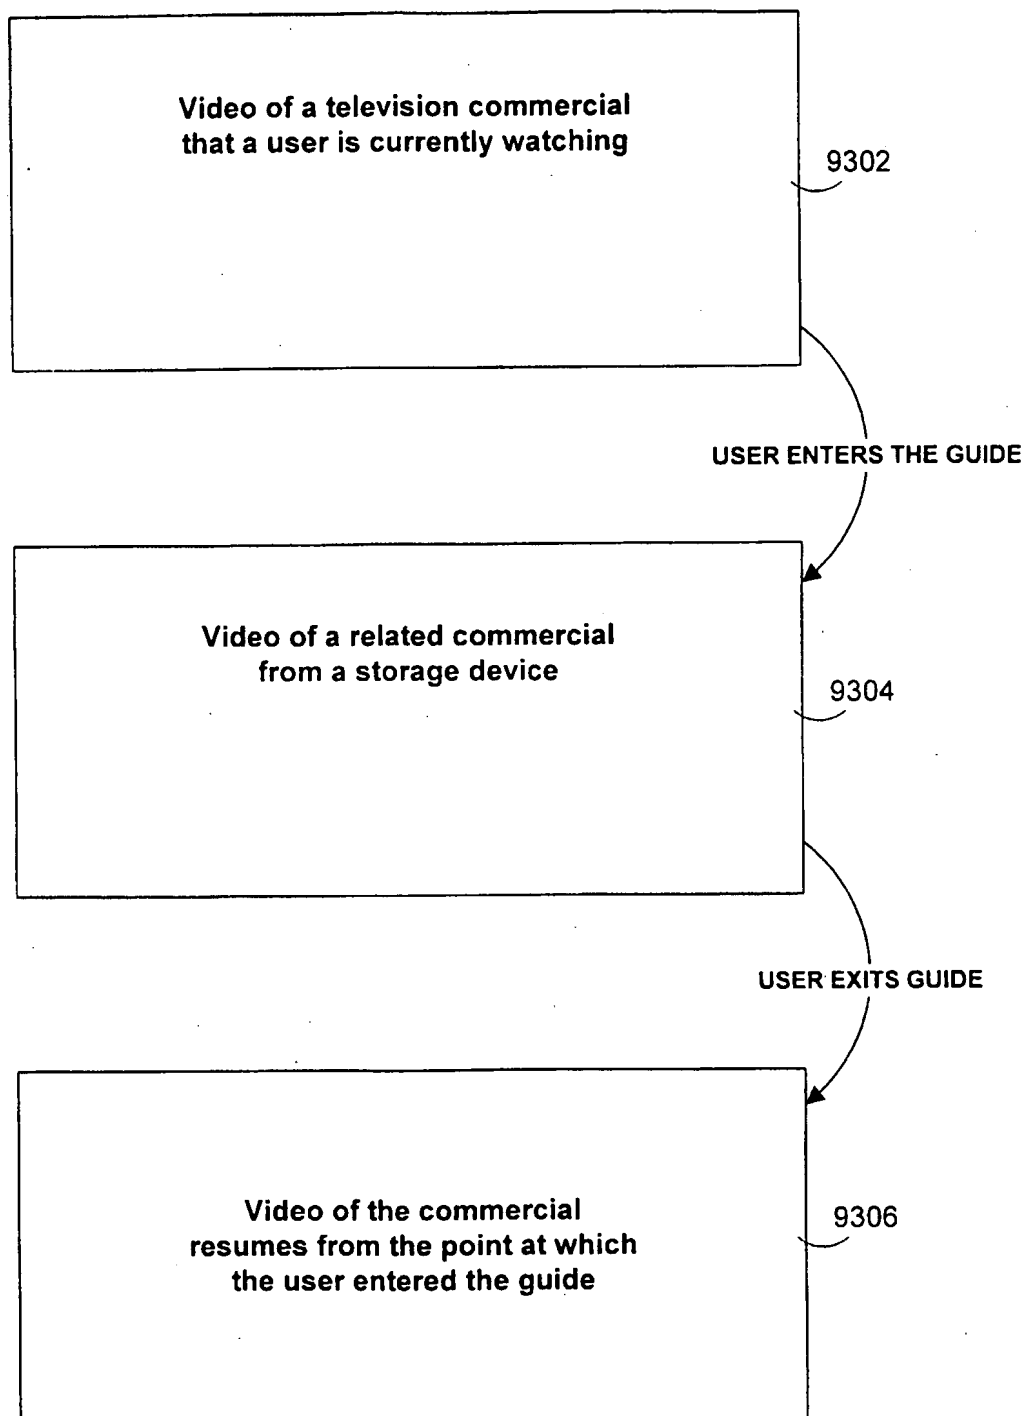 Video of a television commercial
that a user is currently watching
9302
USER ENTERS THE GUIDE
Video of a related commercial
from a storage device
9304
USER EXITS GUIDE
Video of the commercial
resumes from the point at which
the user entered the guide
9306